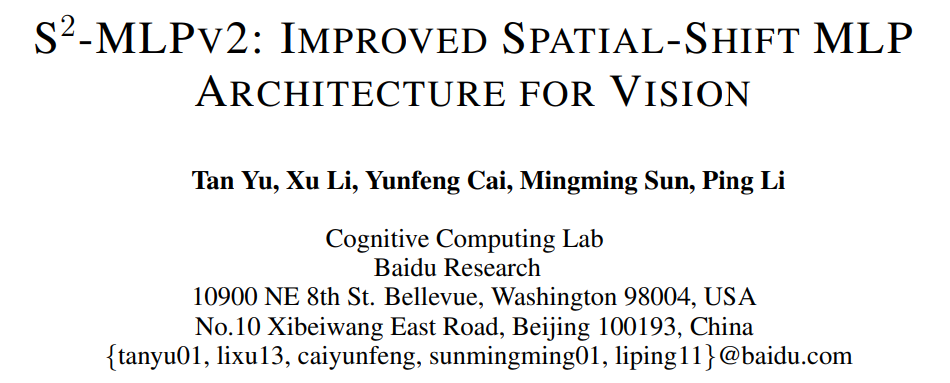 S²-MLPv2: Improved Spatial-Shift MLP
Architecture for Vision
Tan Yu, Xu Li, Yunfeng Cai, Mingming Sun, Ping Li
Cognitive Computing Lab
Baidu Research
10900 NE 8th St. Bellevue, Washington 98004, USA
No.10 Xibeiwang East Road, Beijing 100193, China
{tanyu01, lixu13, caiyunfeng, sunmingming01, liping11}@baidu.com